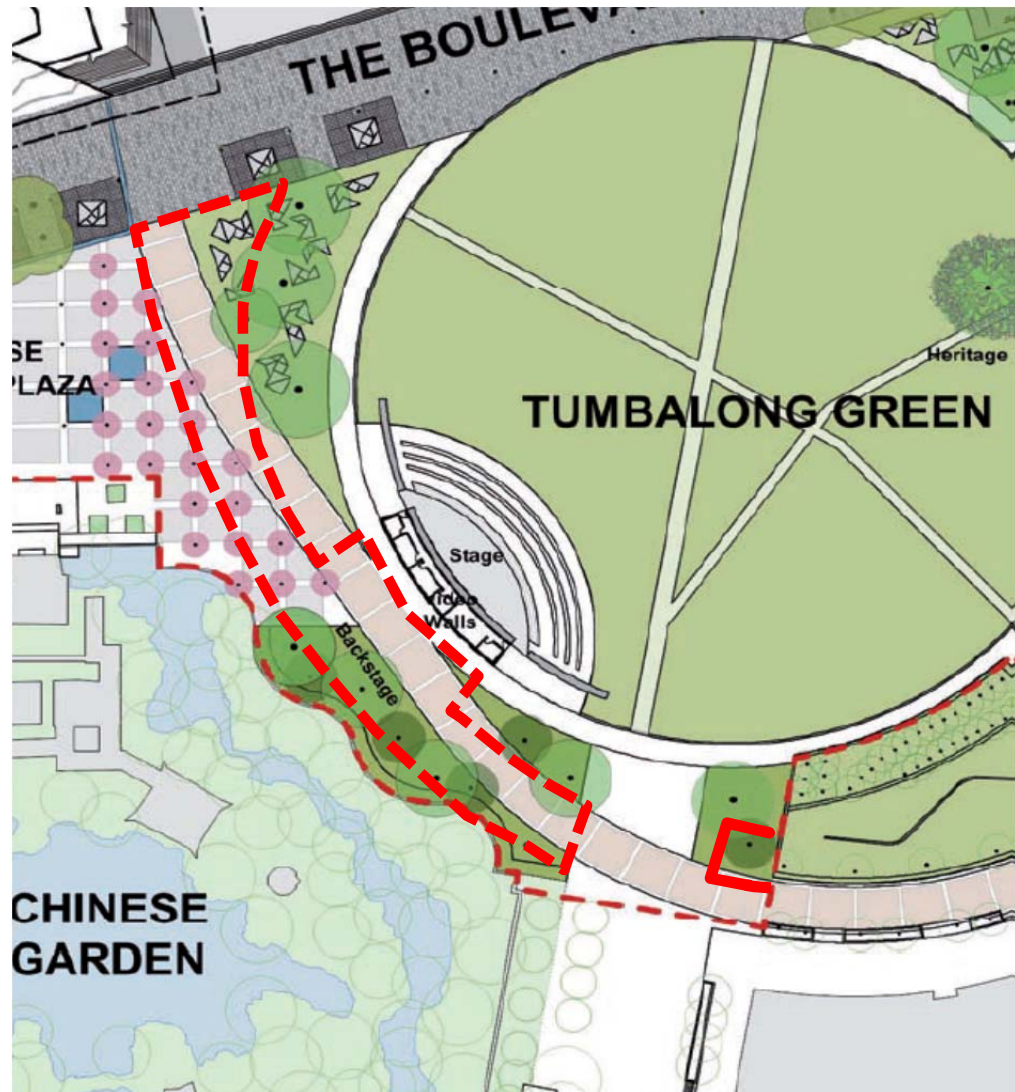 THE BOULEVA
SE
PLAZA
Heritage
TUMBALONG GREEN
Stage
Video
Walls
Backstage
CHINESE
GARDEN